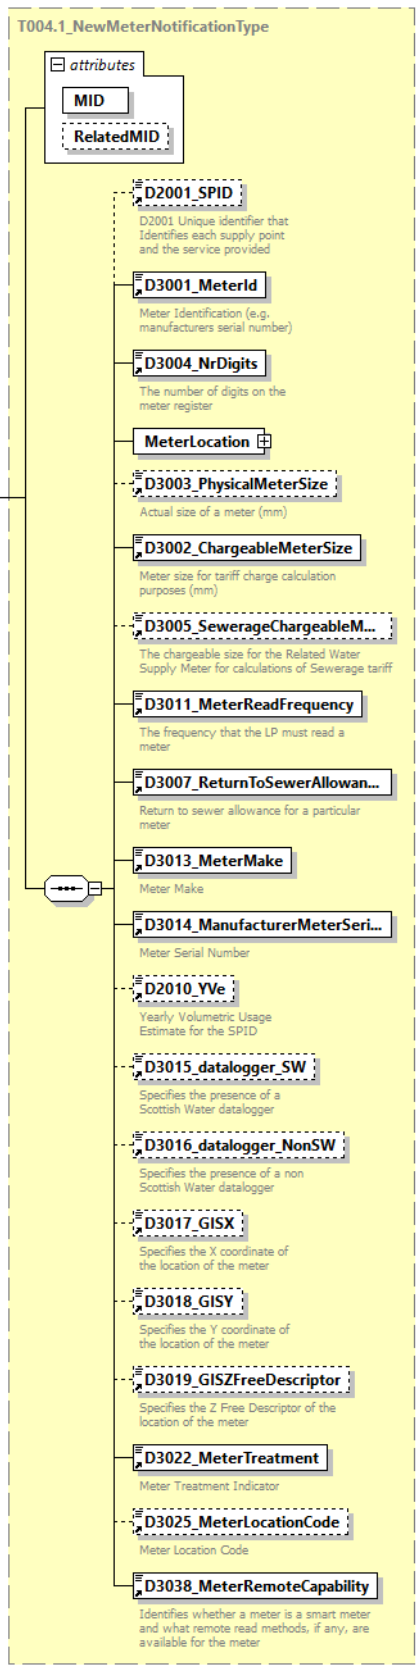 T004.1_NewMeterNotificationType
attributes
MID
RelatedMID
D2001_SPID
D2001 Unique identifier that
Identifies each supply point
and the service provided
D3001_MeterId
Meter Identification (e.g.
manufacturers serial number)
D3004_NrDigits
The number of digits on the
meter register
MeterLocation
D3003_PhysicalMeterSize
Actual size of a meter (mm)
D3002_ChargeableMeterSize
Meter size for tariff charge calculation
purposes (mm)
D3005_SewerageChargeableM...
The chargeable size for the Related Water
Supply Meter for calculations of Sewerage tariff
D3011_MeterReadFrequency
The frequency that the LP must read a
meter
D3007_ReturnToSewerAllowan...
Return to sewer allowance for a particular
meter
D3013_MeterMake
Meter Make
D3014_ManufacturerMeterSeri...
Meter Serial Number
D2010_YVe
Yearly Volumetric Usage
Estimate for the SPID
D3015_datalogger_SW
Specifies the presence of a
Scottish Water datalogger
D3016_datalogger_NonSW
Specifies the presence of a non
Scottish Water datalogger
D3017_GISX
Specifies the X coordinate of
the location of the meter
D3018_GISY
Specifies the Y coordinate of
the location of the meter
D3019_GISZFreeDescriptor
Specifies the Z Free Descriptor of the
location of the meter
D3022_MeterTreatment
Meter Treatment Indicator
D3025_MeterLocationCode
Meter Location Code
D3038_MeterRemoteCapability
Identifies whether a meter is a smart meter
and what remote read methods, if any, are
available for the meter